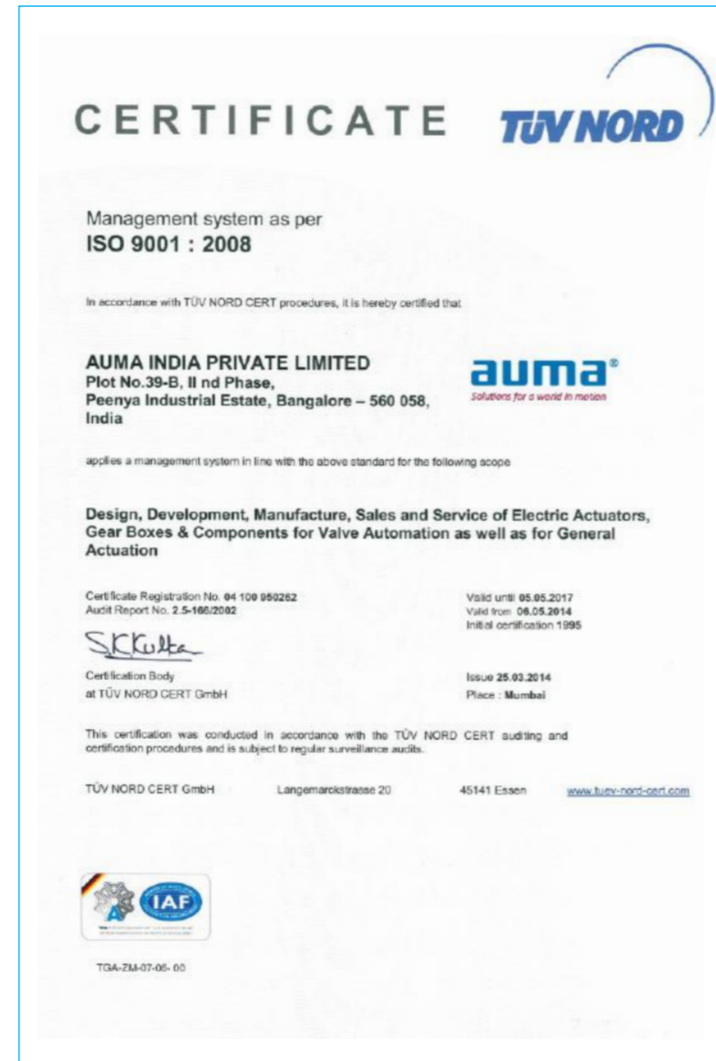 CERTIFICATE
TÜV NORD
Management system as per
ISO 9001 : 2008
In accordance with TÜV NORD CERT procedures, it is hereby certified that
AUMA INDIA PRIVATE LIMITED
Plot No.39-B, II nd Phase,
Peenya Industrial Estate, Bangalore – 560 058,
India
auma®
Solutions for a world in motion
applies a management system in line with the above standard for the following scope
Design, Development, Manufacture, Sales and Service of Electric Actuators,
Gear Boxes & Components for Valve Automation as well as for General
Actuation
Certificate Registration No. 04 100 950262
Audit Report No. 2.5-166/2002
Valid until 05.05.2017
Valid from 06.05.2014
Initial certification 1995
S.K.Kulka
Certification Body
at TÜV NORD CERT GmbH
Issue 25.03.2014
Place : Mumbai
This certification was conducted in accordance with the TÜV NORD CERT auditing and
certification procedures and is subject to regular surveillance audits.
TÜV NORD CERT GmbH Langemarckstrasse 20 45141 Essen www.tuev-nord-cert.com
IAF
TGA-ZM-07-06- 00